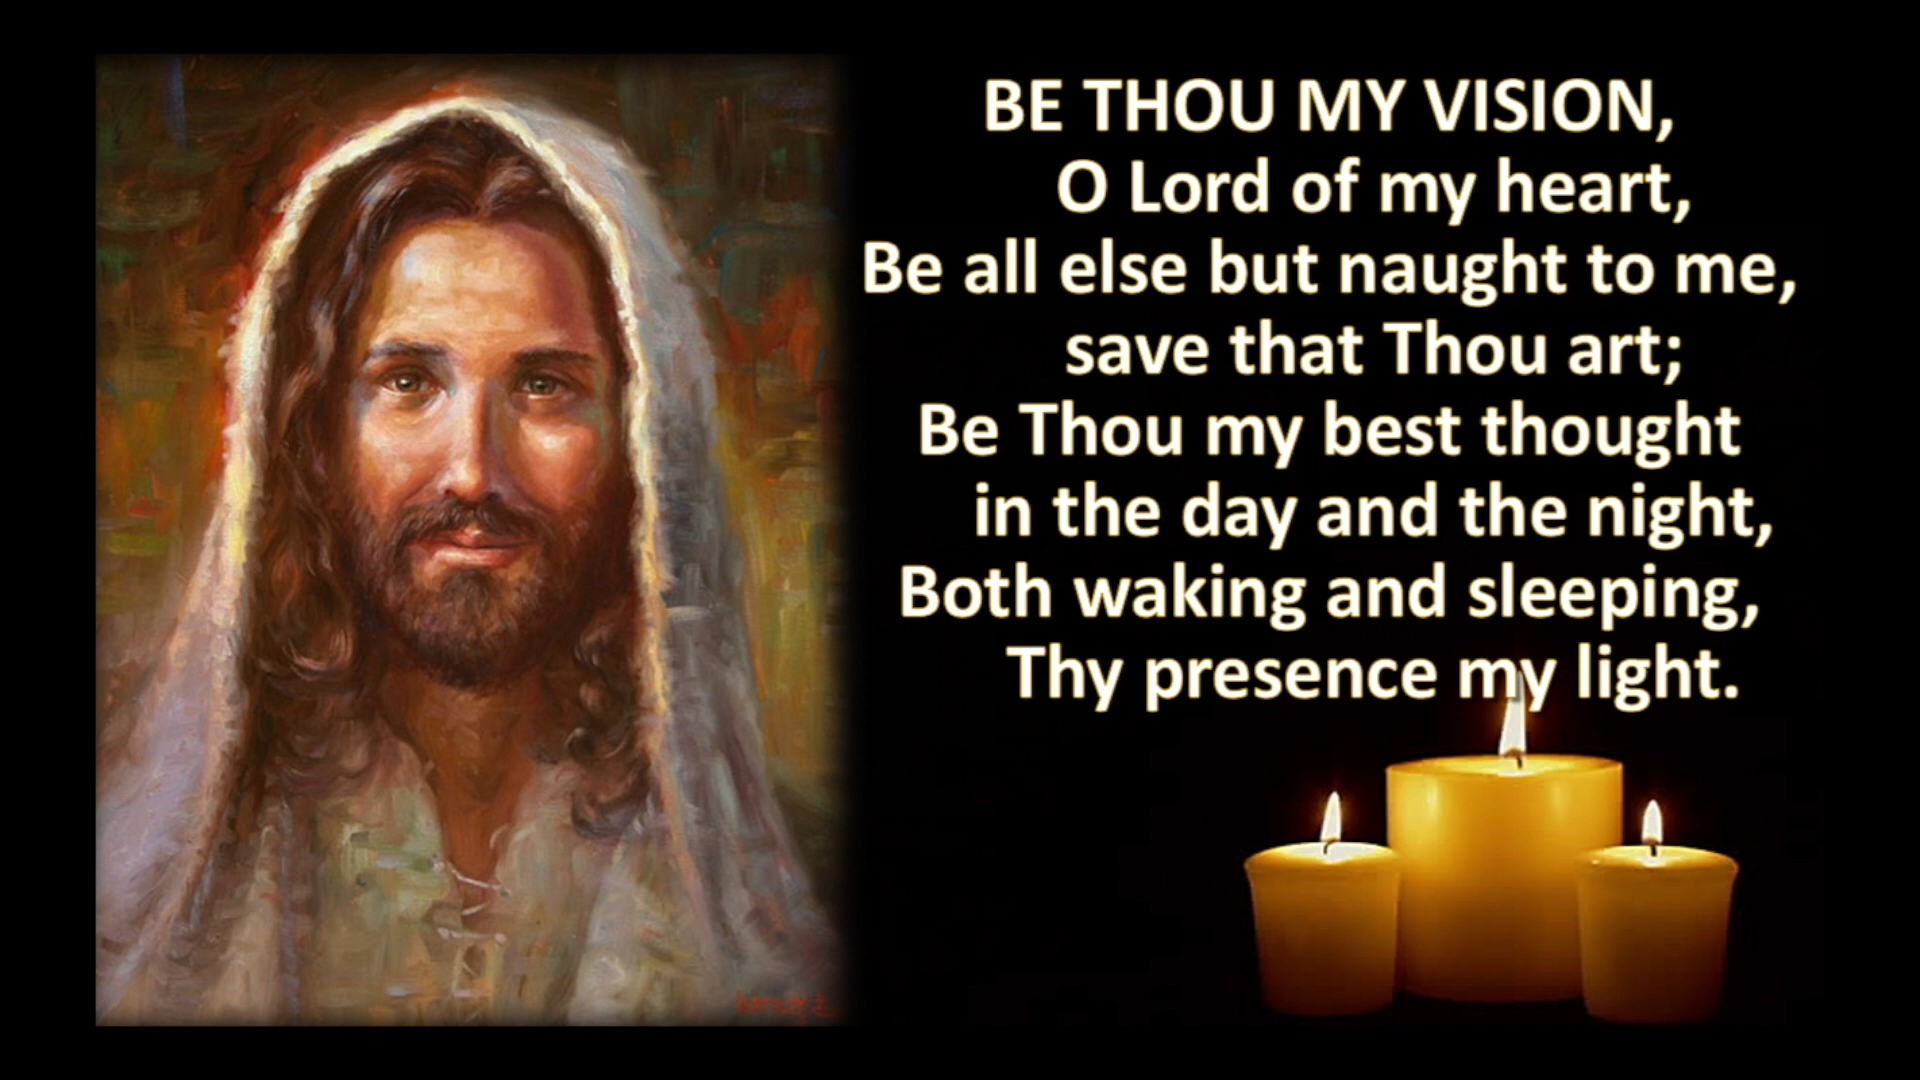 BE THOU MY VISION,
O Lord of my heart,
Be all else but naught to me,
save that Thou art;
Be Thou my best thought
in the day and the night,
Both waking and sleeping,
Thy presence my light.